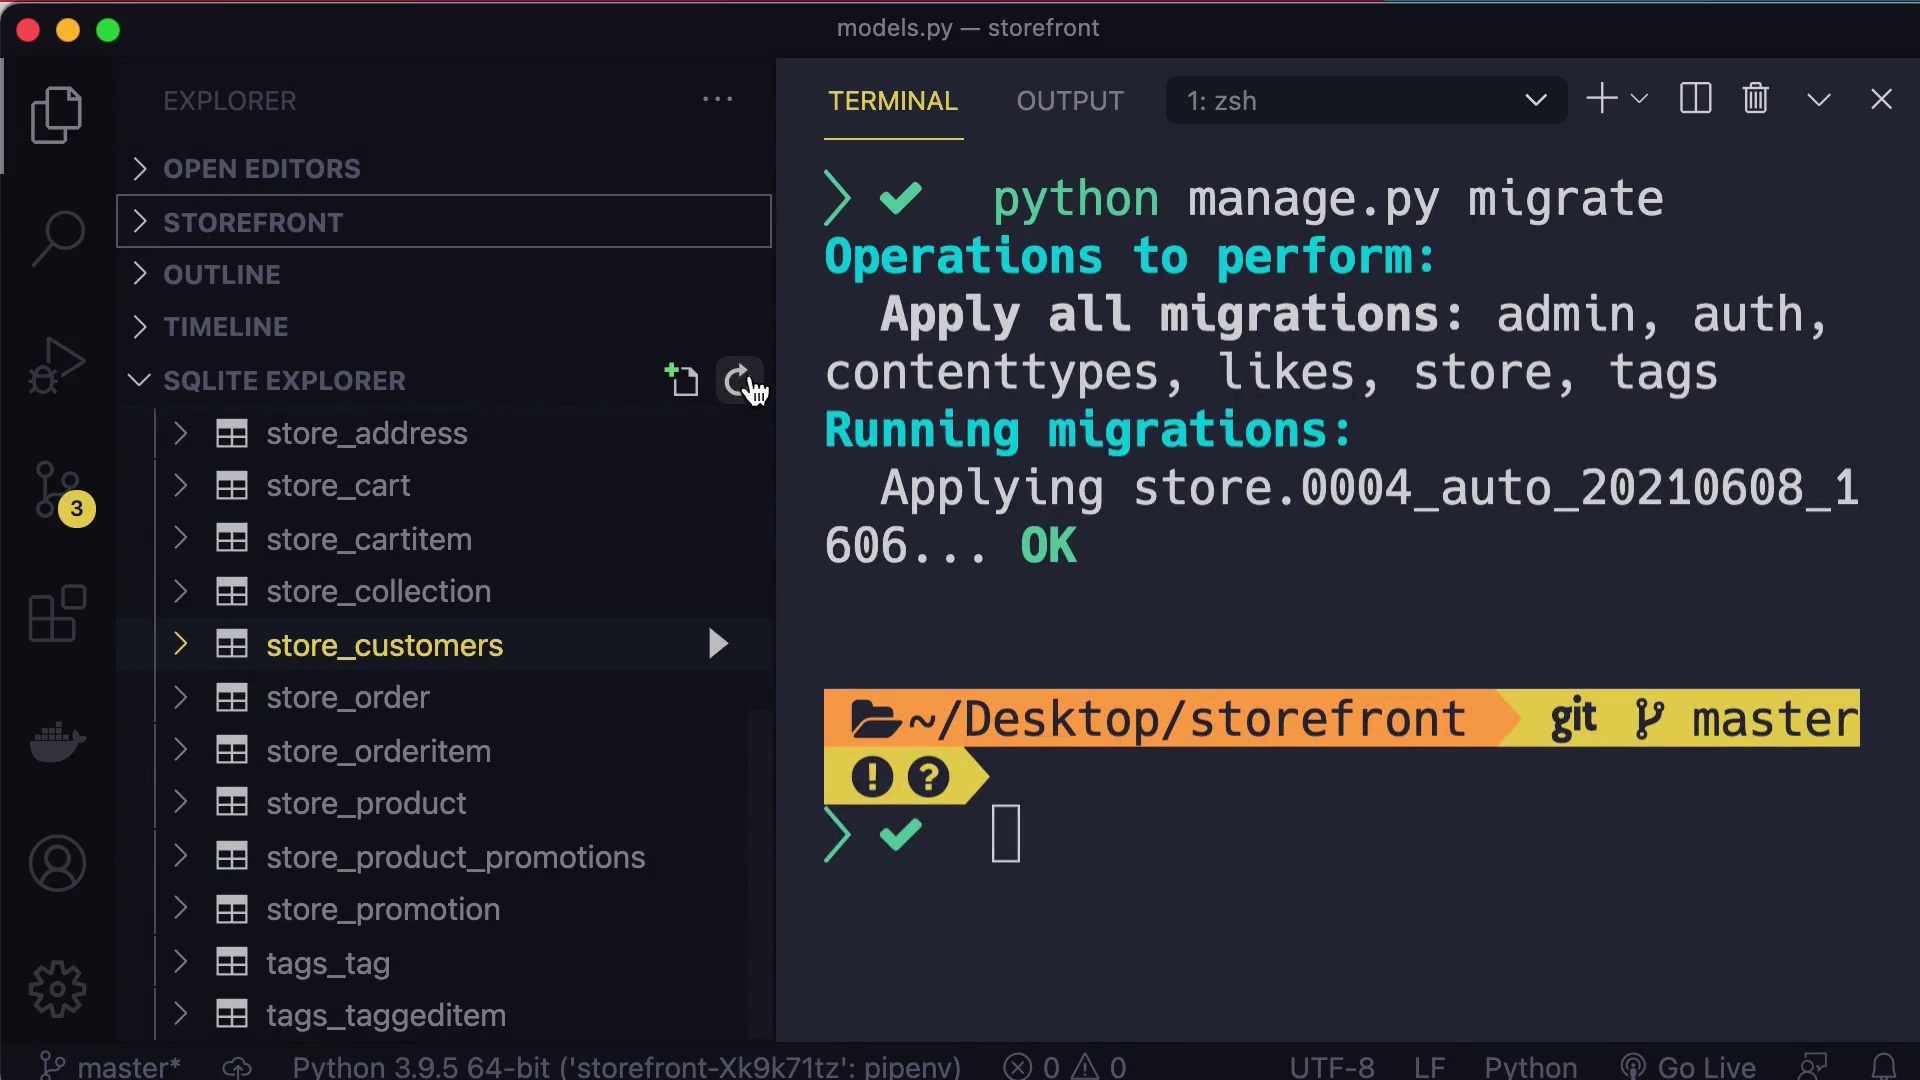 models.py — storefront
EXPLORER
OPEN EDITORS
STOREFRONT
OUTLINE
TIMELINE
SQLITE EXPLORER
store_address
store_cart
store_cartitem
store_collection
store_customers
store_order
store_orderitem
store_product
store_product_promotions
store_promotion
tags_tag
tags_taggeditem
3
TERMINAL OUTPUT 1: zsh
python manage.py migrate
Operations to perform:
Apply all migrations: admin, auth,
contenttypes, likes, store, tags
Running migrations:
Applying store.0004_auto_20210608_1
606... OK
~/Desktop/storefront git master
! ?
master* Python 3.9.5 64-bit ('storefront-Xk9k71tz': pipenv) 0 0 UTF-8 LF Python Go Live